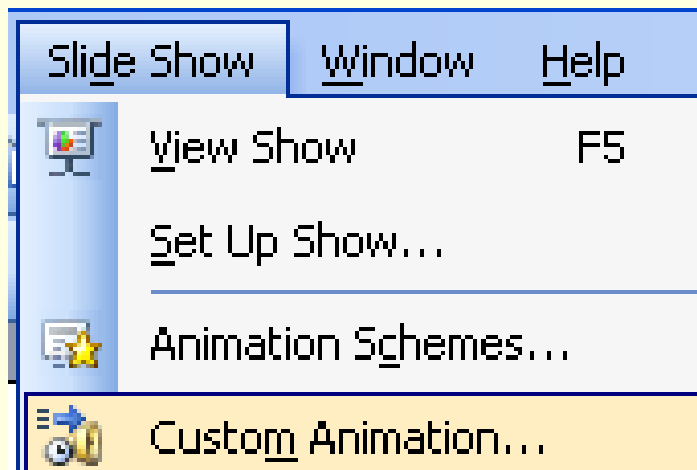 Slide Show Window Help
View Show F5
Set Up Show...
Animation Schemes...
Custom Animation...